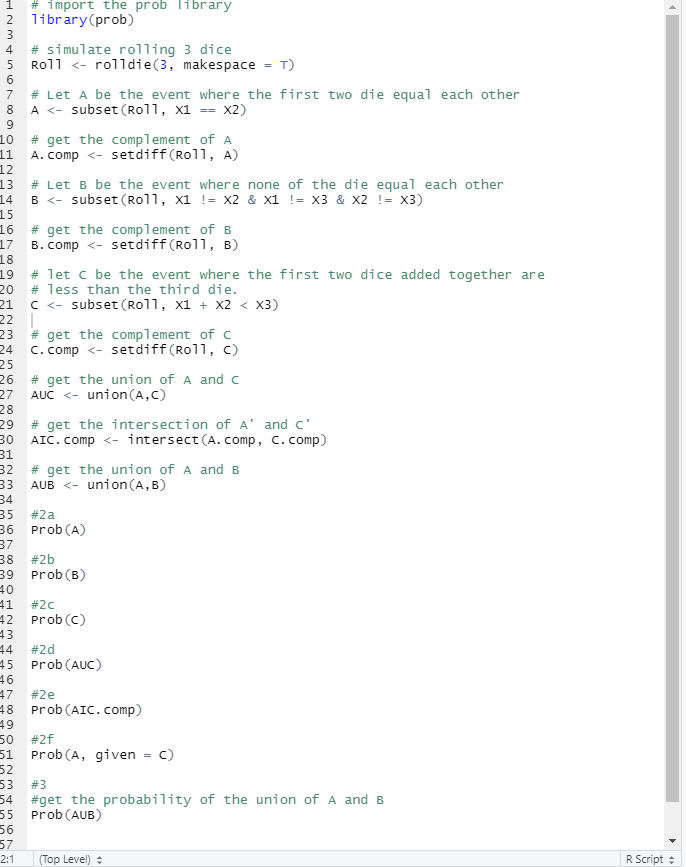 1 # import the prob library
2 library(prob)
3
4 # simulate rolling 3 dice
5 Roll <- rolldie(3, makespace = T)
6
7 # Let A be the event where the first two die equal each other
8 A <- subset(Roll, X1 == X2)
9
10 # get the complement of A
11 A.comp <- setdiff(Roll, A)
12
13 # Let B be the event where none of the die equal each other
14 B <- subset(Roll, X1 != X2 & X1 != X3 & X2 != X3)
15
16 # get the complement of B
17 B.comp <- setdiff(Roll, B)
18
19 # let C be the event where the first two dice added together are
20 # less than the third die.
21 C <- subset(Roll, X1 + X2 < X3)
22
23 # get the complement of C
24 C.comp <- setdiff(Roll, C)
25
26 # get the union of A and C
27 AUC <- union(A,C)
28
29 # get the intersection of A' and C'
30 AIC.comp <- intersect(A.comp, C.comp)
31
32 # get the union of A and B
33 AUB <- union(A,B)
34
35 #2a
36 Prob(A)
37
38 #2b
39 Prob(B)
40
41 #2c
42 Prob(C)
43
44 #2d
45 Prob(AUC)
46
47 #2e
48 Prob(AIC.comp)
49
50 #2f
51 Prob(A, given = C)
52
53 #3
54 #get the probability of the union of A and B
55 Prob(AUB)
56
57
2:1 (Top Level) R Script